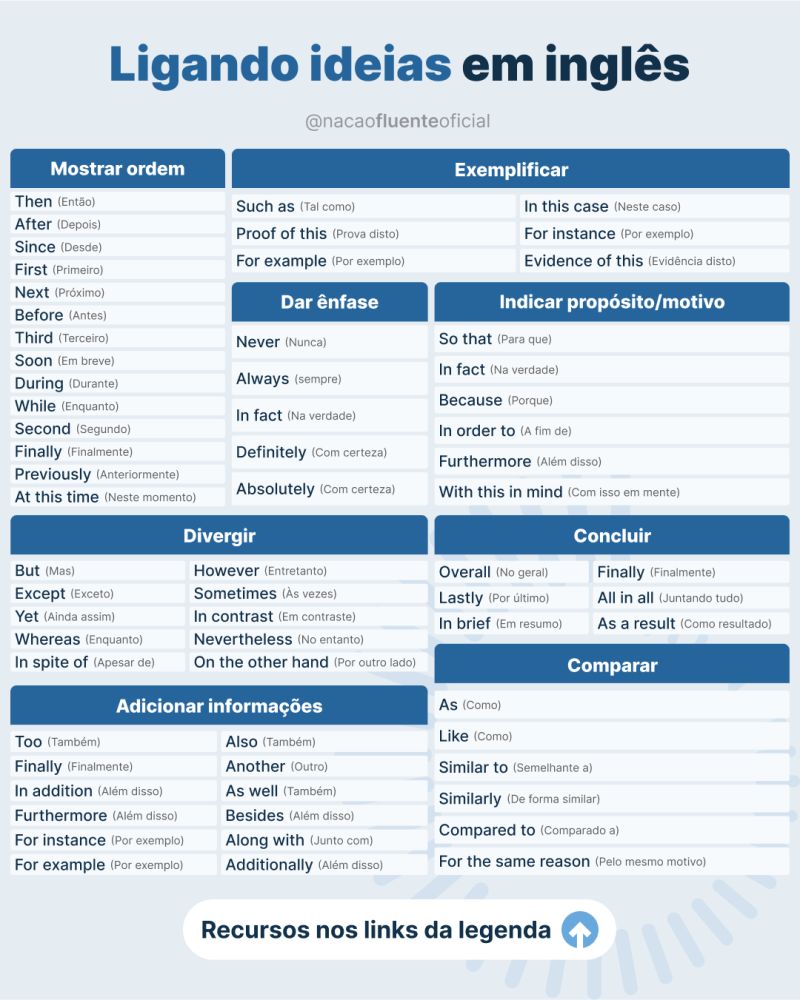 Ligando ideias em inglês
@nacaofluenteoficial
Mostrar ordem
Then (Então)
After (Depois)
Since (Desde)
First (Primeiro)
Next (Próximo)
Before (Antes)
Third (Terceiro)
Soon (Em breve)
During (Durante)
While (Enquanto)
Second (Segundo)
Finally (Finalmente)
Previously (Anteriormente)
At this time (Neste momento)
Exemplificar
Such as (Tal como)
Proof of this (Prova disto)
For example (Por exemplo)
In this case (Neste caso)
For instance (Por exemplo)
Evidence of this (Evidência disto)
Dar ênfase
Never (Nunca)
Always (sempre)
In fact (Na verdade)
Definitely (Com certeza)
Absolutely (Com certeza)
Indicar propósito/motivo
So that (Para que)
In fact (Na verdade)
Because (Porque)
In order to (A fim de)
Furthermore (Além disso)
With this in mind (Com isso em mente)
Divergir
But (Mas)
Except (Exceto)
Yet (Ainda assim)
Whereas (Enquanto)
In spite of (Apesar de)
However (Entretanto)
Sometimes (Às vezes)
In contrast (Em contraste)
Nevertheless (No entanto)
On the other hand (Por outro lado)
Concluir
Overall (No geral)
Lastly (Por último)
In brief (Em resumo)
Finally (Finalmente)
All in all (Juntando tudo)
As a result (Como resultado)
Adicionar informações
Too (Também)
Finally (Finalmente)
In addition (Além disso)
Furthermore (Além disso)
For instance (Por exemplo)
For example (Por exemplo)
Also (Também)
Another (Outro)
As well (Também)
Besides (Além disso)
Along with (Junto com)
Additionally (Além disso)
Comparar
As (Como)
Like (Como)
Similar to (Semelhante a)
Similarly (De forma similar)
Compared to (Comparado a)
For the same reason (Pelo mesmo motivo)
Recursos nos links da legenda